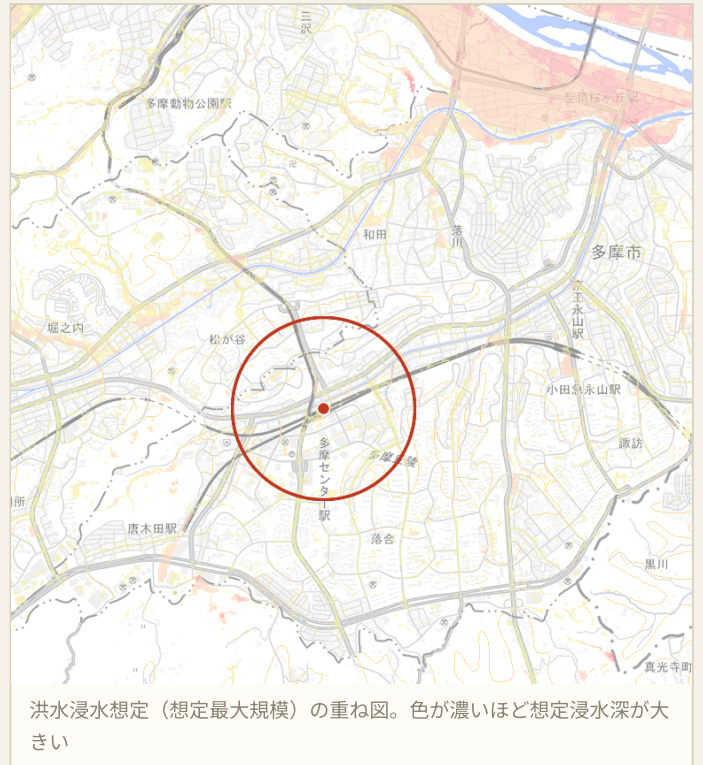 三沢
多摩動物公園駅
聖蹟桜ヶ丘駅
和田
落川
多摩市
京王永山駅
堀之内
松が谷
小田急永山駅
諏訪
多摩丘陵
多摩センター駅
所
唐木田駅
落合
黒川
真光寺町
洪水浸水想定（想定最大規模）の重ね図。色が濃いほど想定浸水深が大
きい